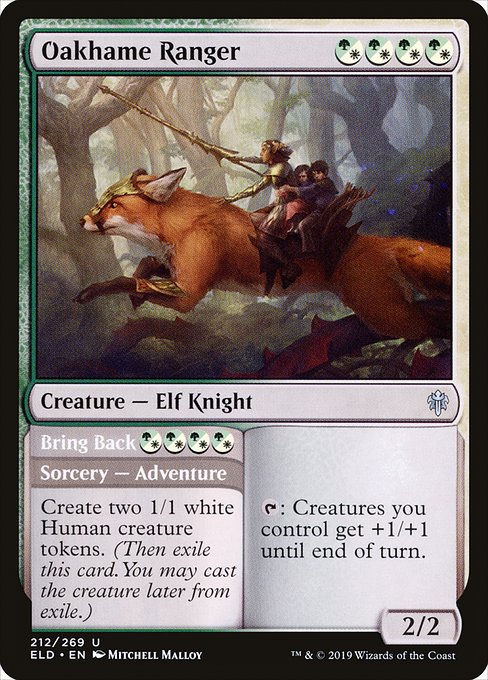 Oakhame Ranger
Creature — Elf Knight
Bring Back
Sorcery — Adventure
Create two 1/1 white
Human creature
tokens. (Then exile
this card. You may cast
the creature later from
exile.)
: Creatures you
control get +1/+1
until end of turn.
2/2
212/269 U
ELD • EN Mitchell Malloy
™ & © 2019 Wizards of the Coast